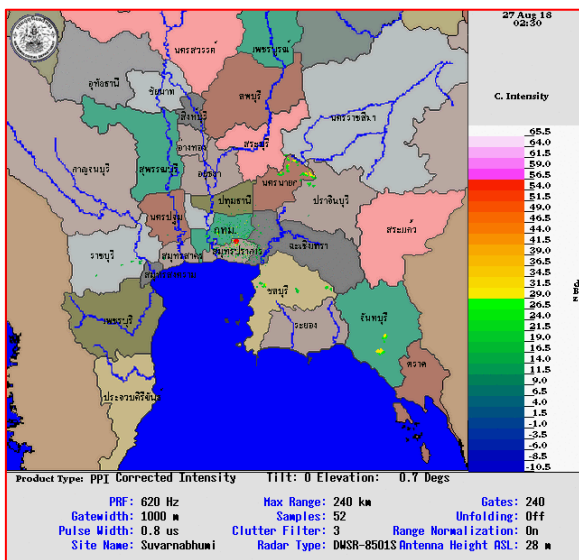 27 Aug 18
02:30
C. Intensity
65.5
64.0
61.5
59.0
56.5
54.0
51.5
49.0
46.5
44.0
41.5
39.0
36.5
34.0
31.5
29.0
26.5
24.0
21.5
19.0
16.5
14.0
11.5
9.0
6.5
4.0
1.5
-1.0
-3.5
-6.0
-8.5
-10.5
นครสวรรค์
เพชรบูรณ์
อุทัยธานี
ชัยนาท
ลพบุรี
สิงห์บุรี
นครราชสีมา
อ่างทอง
สระบุรี
กาญจนบุรี
สุพรรณบุรี
อยุธยา
นครนายก
ปราจีนบุรี
ปทุมธานี
นครปฐม
กทม.
สระแก้ว
ฉะเชิงเทรา
ราชบุรี
สมุทรสาคร
สมุทรปราการ
สมุทรสงคราม
ชลบุรี
เพชรบุรี
ระยอง
จันทบุรี
ตราด
ประจวบคีรีขันธ์
Product Type: PPI Corrected Intensity Tilt: 0 Elevation: 0.7 Degs
PRF: 620 Hz Max Range: 240 km Gates: 240
Gatewidth: 1000 m Samples: 52 Unfolding: Off
Pulse Width: 0.8 us Clutter Filter: 3 Range Normalization: On
Site Name: Suvarnabhumi Radar Type: DWSR-8501S Antenna Height ASL: 28 m